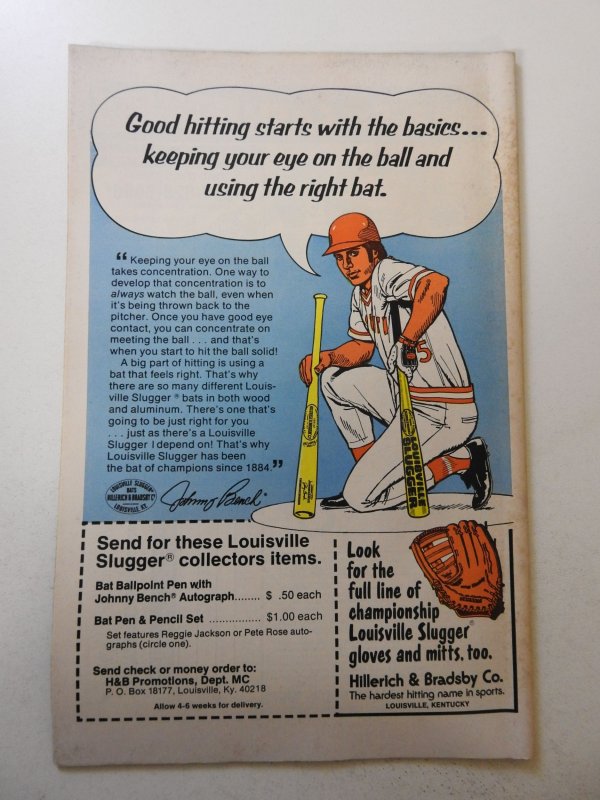 Good hitting starts with the basics...
keeping your eye on the ball and
using the right bat.
“ Keeping your eye on the ball
takes concentration. One way to
develop that concentration is to
always watch the ball, even when
it's being thrown back to the
pitcher. Once you have good eye
contact, you can concentrate on
meeting the ball . . . and that's
when you start to hit the ball solid!
A big part of hitting is using a
bat that feels right. That's why
there are so many different Louis-
ville Slugger ® bats in both wood
and aluminum. There's one that's
going to be just right for you
. . . just as there's a Louisville
Slugger I depend on! That's why
Louisville Slugger has been
the bat of champions since 1884.”
LOUISVILLE SLUGGER
BATS
HILLERICH & BRADSBY Co
LOUISVILLE, KY.
Johnny Bench
5
LOUISVILLE
SLUGGER
Send for these Louisville
Slugger® collectors items.
Bat Ballpoint Pen with
Johnny Bench® Autograph........ $ .50 each
Bat Pen & Pencil Set ................ $1.00 each
Set features Reggie Jackson or Pete Rose auto-
graphs (circle one).
Send check or money order to:
H&B Promotions, Dept. MC
P. O. Box 18177, Louisville, Ky. 40218
Allow 4-6 weeks for delivery.
Look
for the
full line of
championship
Louisville Slugger®
gloves and mitts, too.
Hillerich & Bradsby Co.
The hardest hitting name in sports.
LOUISVILLE, KENTUCKY